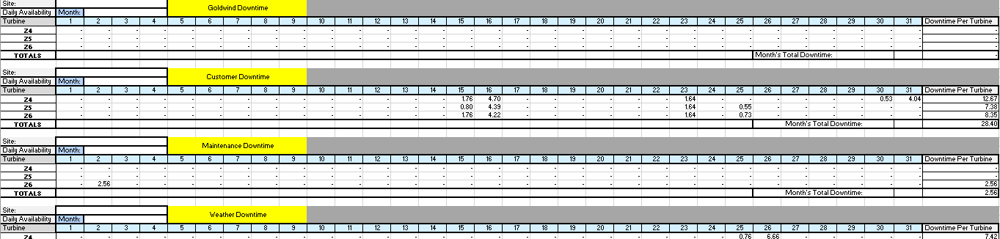 Site: Goldwind Downtime
Daily Availability Month:
Turbine 1 2 3 4 5 6 7 8 9 10 11 12 13 14 15 16 17 18 19 20 21 22 23 24 25 26 27 28 29 30 31 Downtime Per Turbine
Z4 - - - - - - - - - - - - - - - - - - - - - - - - - - - - - - - -
Z5 - - - - - - - - - - - - - - - - - - - - - - - - - - - - - - - -
Z6 - - - - - - - - - - - - - - - - - - - - - - - - - - - - - - - -
TOTALS Month's Total Downtime: -
Site: Customer Downtime
Daily Availability Month:
Turbine 1 2 3 4 5 6 7 8 9 10 11 12 13 14 15 16 17 18 19 20 21 22 23 24 25 26 27 28 29 30 31 Downtime Per Turbine
Z4 - - - - - - - - - - - - - - 1.76 4.70 - - - - - - 1.64 - - - - - - 0.53 4.04 12.67
Z5 - - - - - - - - - - - - - - 0.80 4.39 - - - - - - 1.64 - 0.55 - - - - - - 7.38
Z6 - - - - - - - - - - - - - - 1.76 4.22 - - - - - - 1.64 - 0.73 - - - - - - 8.35
TOTALS Month's Total Downtime: 28.40
Site: Maintenance Downtime
Daily Availability Month:
Turbine 1 2 3 4 5 6 7 8 9 10 11 12 13 14 15 16 17 18 19 20 21 22 23 24 25 26 27 28 29 30 31 Downtime Per Turbine
Z4 - - - - - - - - - - - - - - - - - - - - - - - - - - - - - - - -
Z5 - - - - - - - - - - - - - - - - - - - - - - - - - - - - - - - -
Z6 - 2.56 - - - - - - - - - - - - - - - - - - - - - - - - - - - - - 2.56
TOTALS Month's Total Downtime: 2.56
Site: Weather Downtime
Daily Availability Month:
Turbine 1 2 3 4 5 6 7 8 9 10 11 12 13 14 15 16 17 18 19 20 21 22 23 24 25 26 27 28 29 30 31 Downtime Per Turbine
Z4 - - - - - - - - - - - - - - - - - - - - - - - - 0.76 6.66 - - - - - 7.42